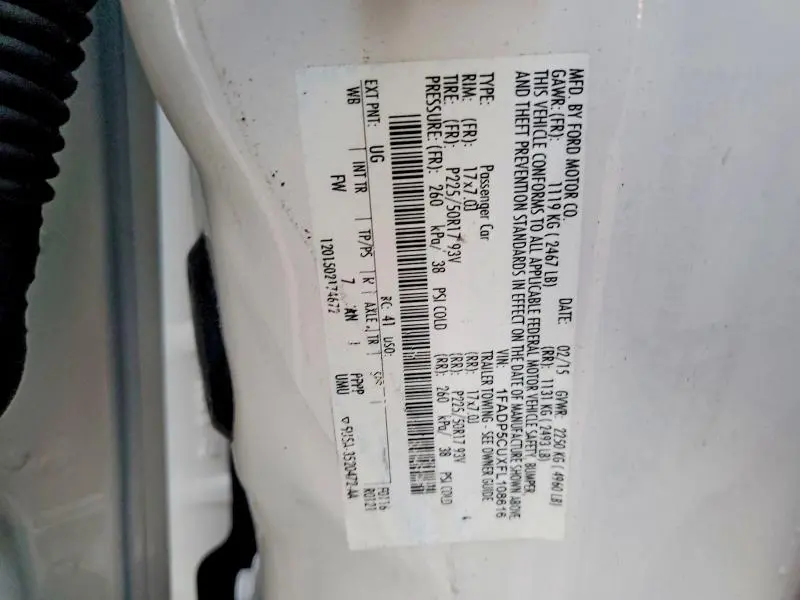 MFD. BY FORD MOTOR CO.
DATE: 02/15 GVWR: 2250 KG (4960 LB)
GAWR: (FR): 1119 KG (2467 LB) (RR): 1131 KG (2493 LB)
THIS VEHICLE CONFORMS TO ALL APPLICABLE FEDERAL MOTOR VEHICLE SAFETY, BUMPER
AND THEFT PREVENTION STANDARDS IN EFFECT ON THE DATE OF MANUFACTURE SHOWN ABOVE
VIN: 1FADP5CUXFL108616
TYPE: Passenger Car TRAILER TOWING - SEE OWNER GUIDE
RIM: (FR): 17x7.0J (RR): 17x7.0J
TIRE: (FR): P225/50R17 93V (RR): P225/50R17 93V
PRESSURE: (FR): 260 kPa/ 38 PSI COLD (RR): 260 kPa/ 38 PSI COLD
EXT PNT: UG RC: 41 DSO: F0116
R0121
WB INT TR TP/PS R AXLE TR
FW 7 UMU
1201502174672